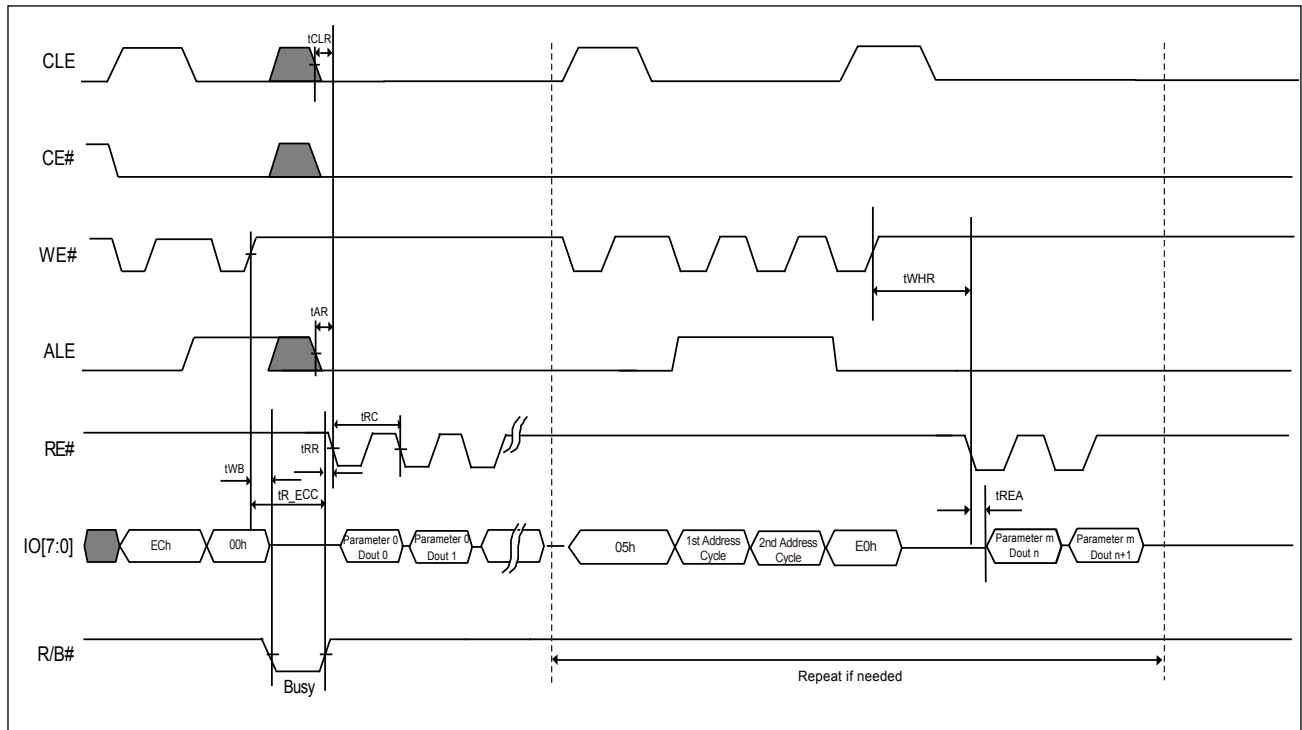 tCLR
CLE
CE#
WE#
tWHR
tAR
ALE
tRC
RE#
tRR
tWB
tREA
tR_ECC
IO[7:0]
ECh
00h
Parameter 0
Dout 0
Parameter 0
Dout 1
05h
1st Address
Cycle
2nd Address
Cycle
E0h
Parameter m
Dout n
Parameter m
Dout n+1
R/B#
Busy
Repeat if needed